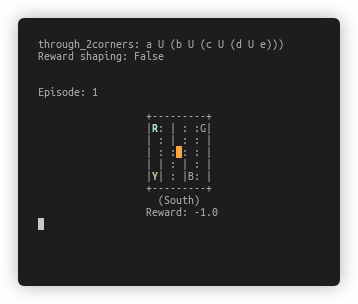 through_2corners: a U (b U (c U (d U e)))
Reward shaping: False
Episode: 1
+---------+
|R: | : :G|
| : | : : |
| : : : : |
| | : | : |
|Y| : |B: |
+---------+
(South)
Reward: -1.0